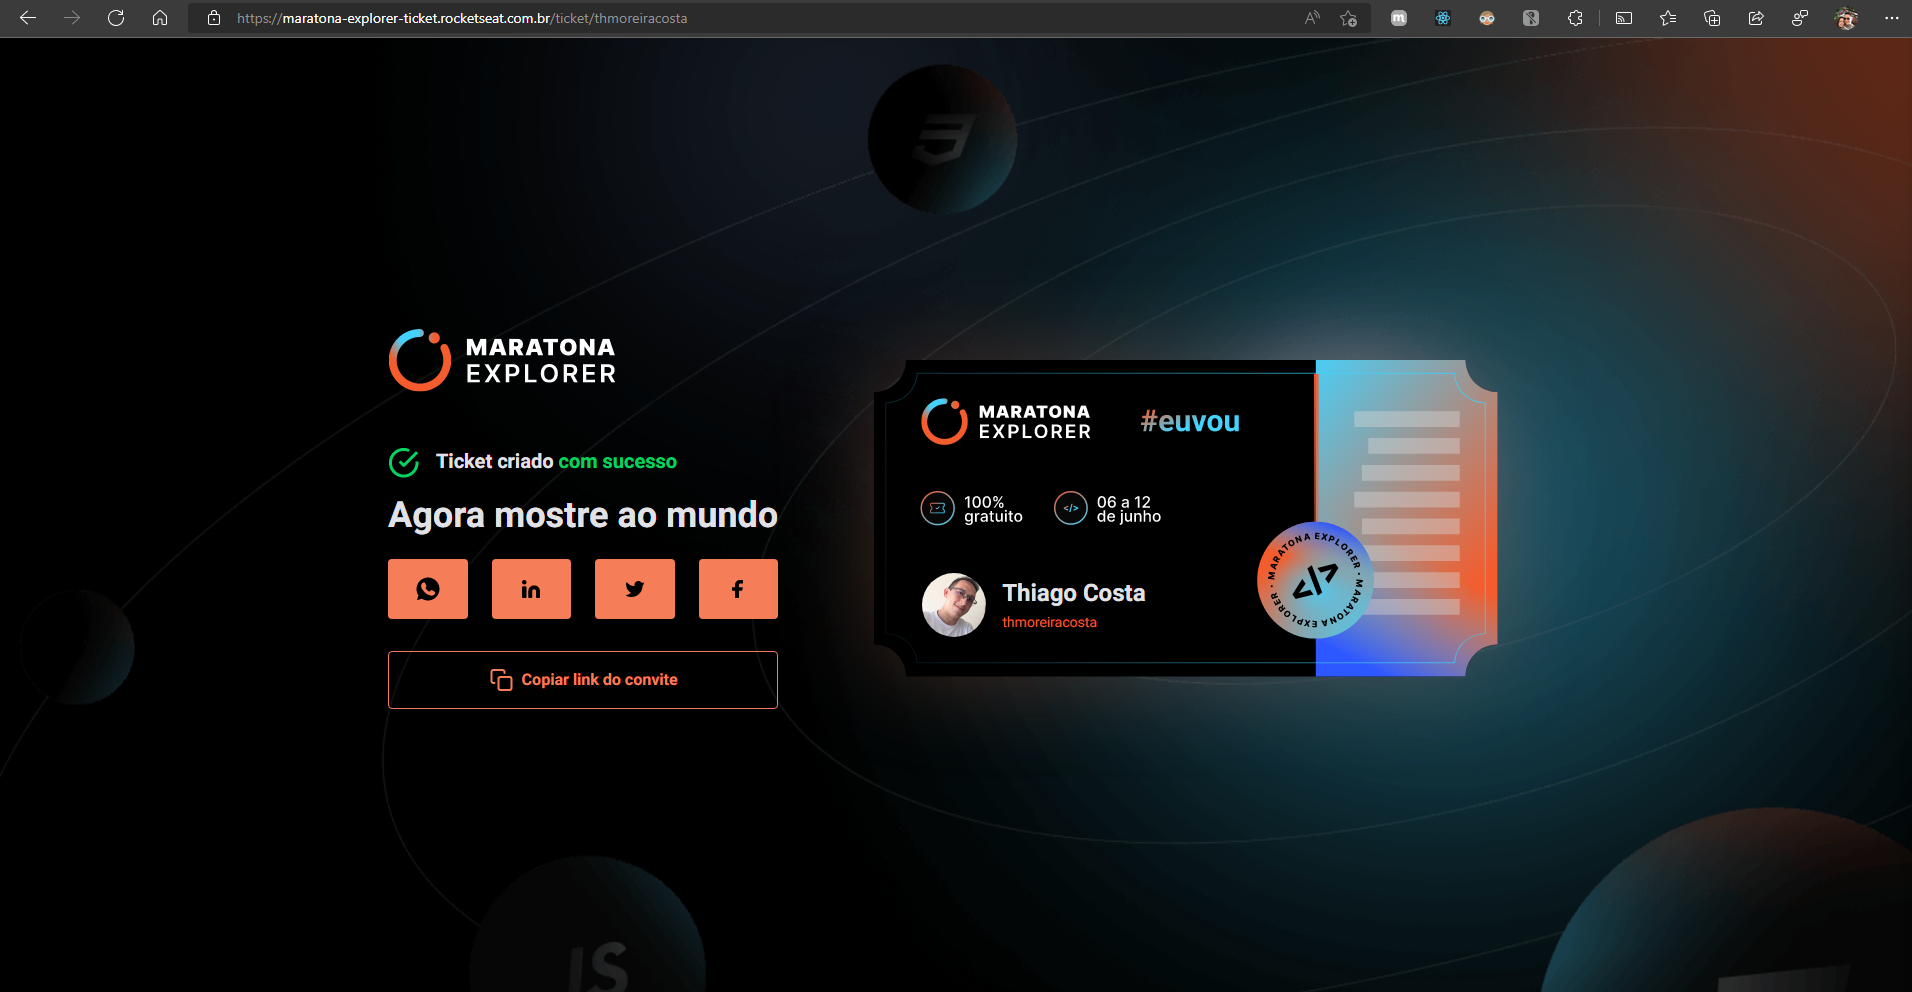 https://maratona-explorer-ticket.rocketseat.com.br/ticket/thmoreiracosta
MARATONA
EXPLORER
Ticket criado com sucesso
Agora mostre ao mundo
in
f
Copiar link do convite
MARATONA
EXPLORER
#euvou
100%
gratuito
</>
06 a 12
de junho
Thiago Costa
thmoreiracosta
MARATONA EXPLORER • MARATONA EXPLORER •
</>
JS